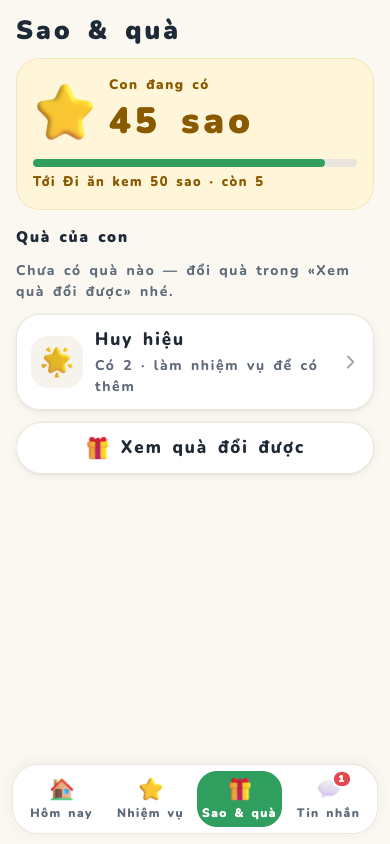 Sao & quà
Con đang có
45 sao
Tới Đi ăn kem 50 sao · còn 5
Quà của con
Chưa có quà nào — đổi quà trong «Xem
quà đổi được» nhé.
Huy hiệu
Có 2 · làm nhiệm vụ để có
thêm
Xem quà đổi được
1
Hôm nay
Nhiệm vụ
Sao & quà
Tin nhắn